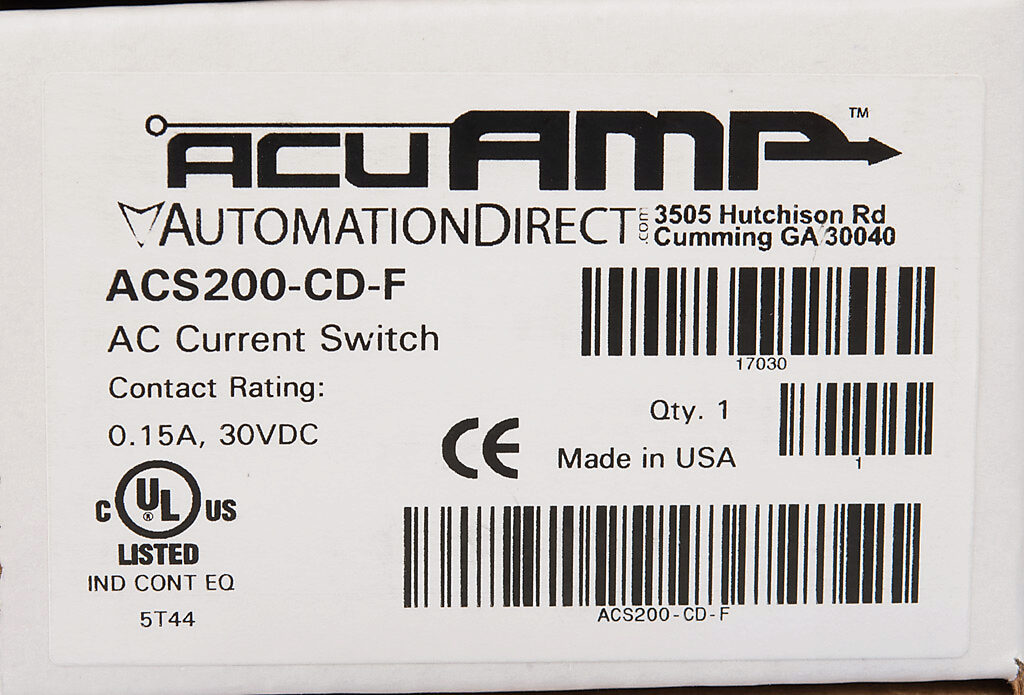 ACUAMP™
AUTOMATIONDIRECT.com 3505 Hutchison Rd
Cumming GA 30040
ACS200-CD-F
AC Current Switch
17030
Contact Rating:
Qty. 1
0.15A, 30VDC
CE
Made in USA
1
C UL® US
LISTED
IND CONT EQ
5T44
ACS200-CD-F